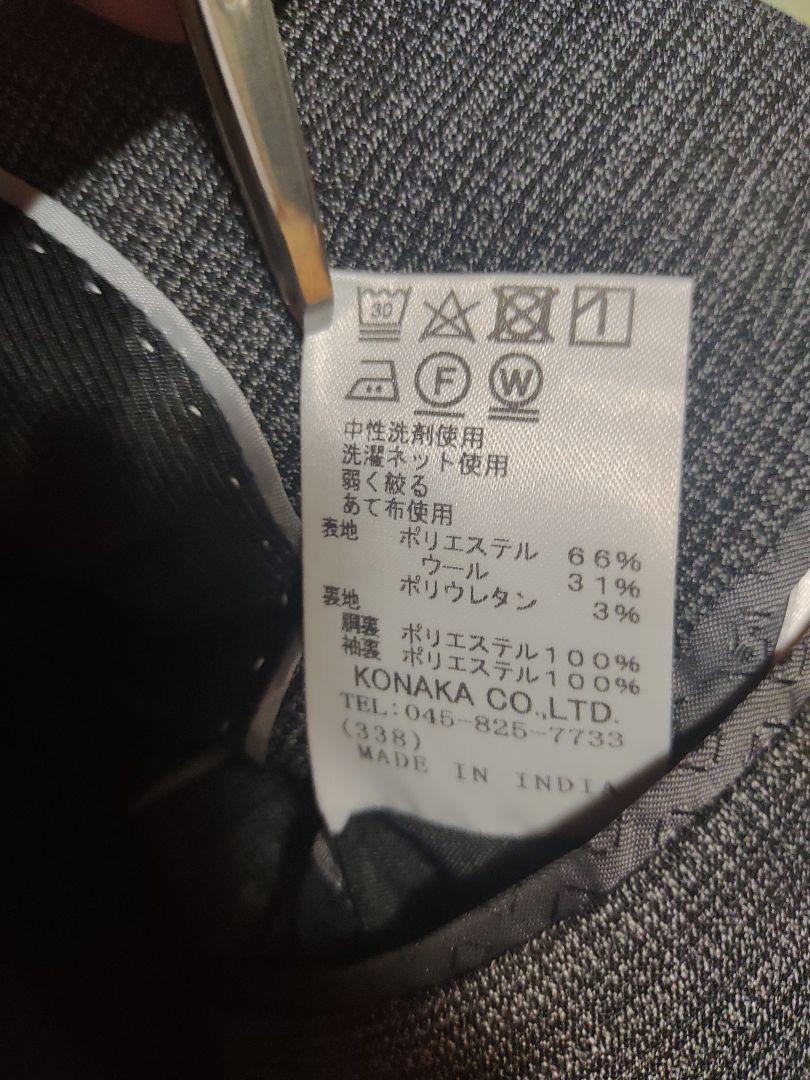 30
F W
中性洗剤使用
洗濯ネット使用
弱く絞る
あて布使用
表地 ポリエステル 66%
ウール 31%
ポリウレタン 3%
裏地
胴裏 ポリエステル100%
袖裏 ポリエステル100%
KONAKA CO.,LTD.
TEL:045-825-7733
(338)
MADE IN INDIA